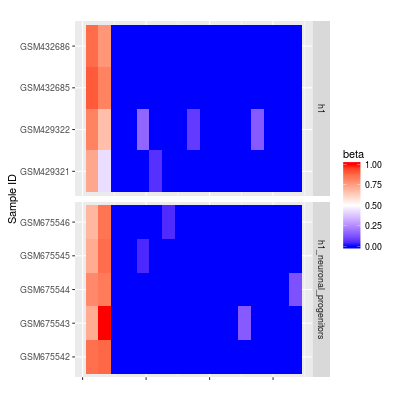 GSM432686
GSM432685
GSM429322
GSM429321
h1
GSM675546
GSM675545
GSM675544
GSM675543
GSM675542
h1_neuronal_progenitors
Sample ID
beta
1.00
0.75
0.50
0.25
0.00